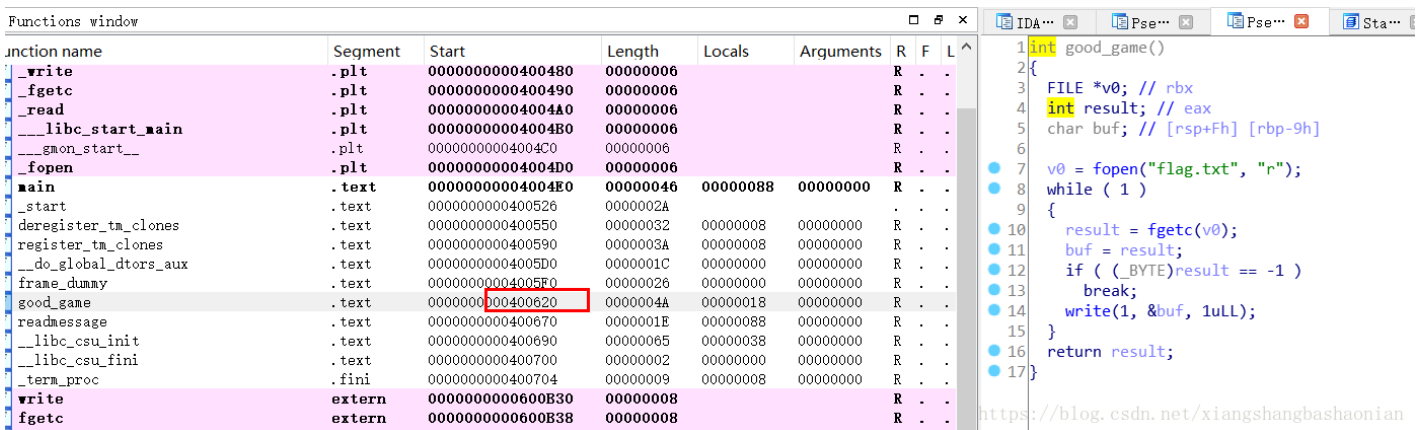 Functions window
unction name Segment Start Length Locals Arguments R F L
_write .plt 0000000000400480 00000006 R . .
_fgetc .plt 0000000000400490 00000006 R . .
_read .plt 00000000004004A0 00000006 R . .
___libc_start_main .plt 00000000004004B0 00000006 R . .
___gmon_start__ .plt 00000000004004C0 00000006 R . .
_fopen .plt 00000000004004D0 00000006 R . .
main .text 00000000004004E0 00000046 00000088 00000000 R . .
_start .text 0000000000400526 0000002A . . .
deregister_tm_clones .text 0000000000400550 00000032 00000008 00000000 R . .
register_tm_clones .text 0000000000400590 0000003A 00000008 00000000 R . .
__do_global_dtors_aux .text 00000000004005D0 0000001C 00000000 00000000 R . .
frame_dummy .text 00000000004005F0 00000026 00000000 00000000 R . .
good_game .text 0000000000400620 0000004A 00000018 00000000 R . .
readmessage .text 0000000000400670 0000001E 00000088 00000000 R . .
__libc_csu_init .text 0000000000400690 00000065 00000038 00000000 R . .
__libc_csu_fini .text 0000000000400700 00000002 00000000 00000000 R . .
_term_proc .fini 0000000000400704 00000009 00000008 00000000 R . .
write extern 0000000000600B30 00000008 R . .
fgetc extern 0000000000600B38 00000008 R . .
IDA… Pse… Pse… Sta…
1 int good_game()
2 {
3 FILE *v0; // rbx
4 int result; // eax
5 char buf; // [rsp+Fh] [rbp-9h]
6
7 v0 = fopen("flag.txt", "r");
8 while ( 1 )
9 {
10 result = fgetc(v0);
11 buf = result;
12 if ( (_BYTE)result == -1 )
13 break;
14 write(1, &buf, 1uLL);
15 }
16 return result;
17 }
https://blog.csdn.net/xiangshangbashaonian